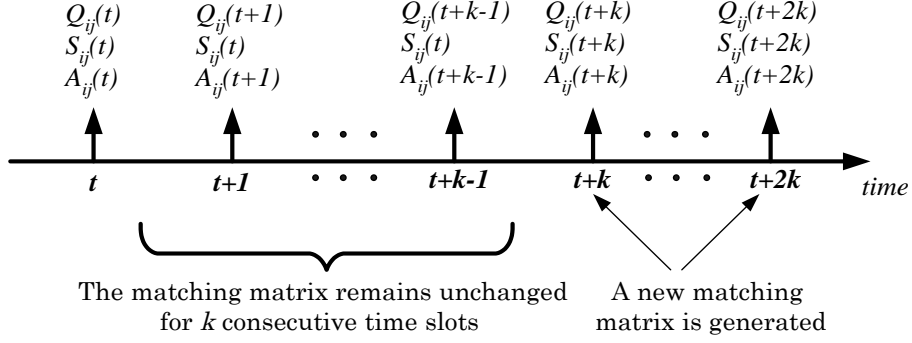 Q_ij(t) Q_ij(t+1) Q_ij(t+k-1) Q_ij(t+k) Q_ij(t+2k)
S_ij(t) S_ij(t) S_ij(t) S_ij(t+k) S_ij(t+2k)
A_ij(t) A_ij(t+1) A_ij(t+k-1) A_ij(t+k) A_ij(t+2k)
t t+1 t+k-1 t+k t+2k time
The matching matrix remains unchanged
for k consecutive time slots
A new matching
matrix is generated